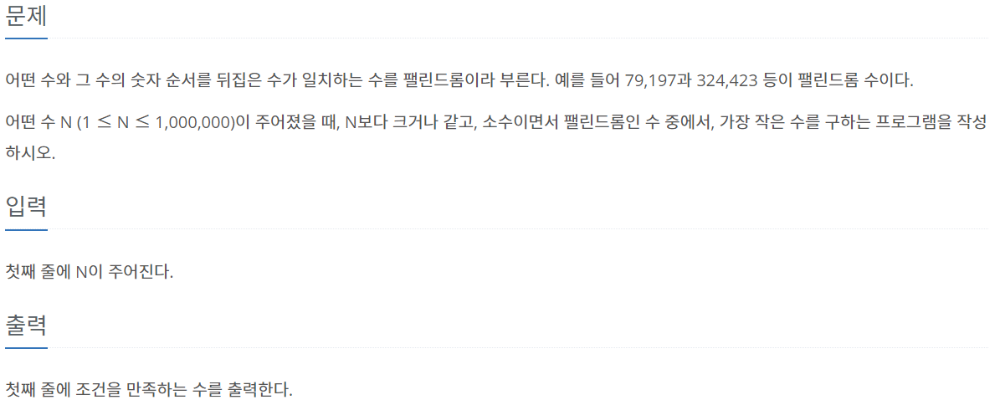 문제
어떤 수와 그 수의 숫자 순서를 뒤집은 수가 일치하는 수를 팰린드롬이라 부른다. 예를 들어 79,197과 324,423 등이 팰린드롬 수이다.
어떤 수 N (1 ≤ N ≤ 1,000,000)이 주어졌을 때, N보다 크거나 같고, 소수이면서 팰린드롬인 수 중에서, 가장 작은 수를 구하는 프로그램을 작성
하시오.
입력
첫째 줄에 N이 주어진다.
출력
첫째 줄에 조건을 만족하는 수를 출력한다.